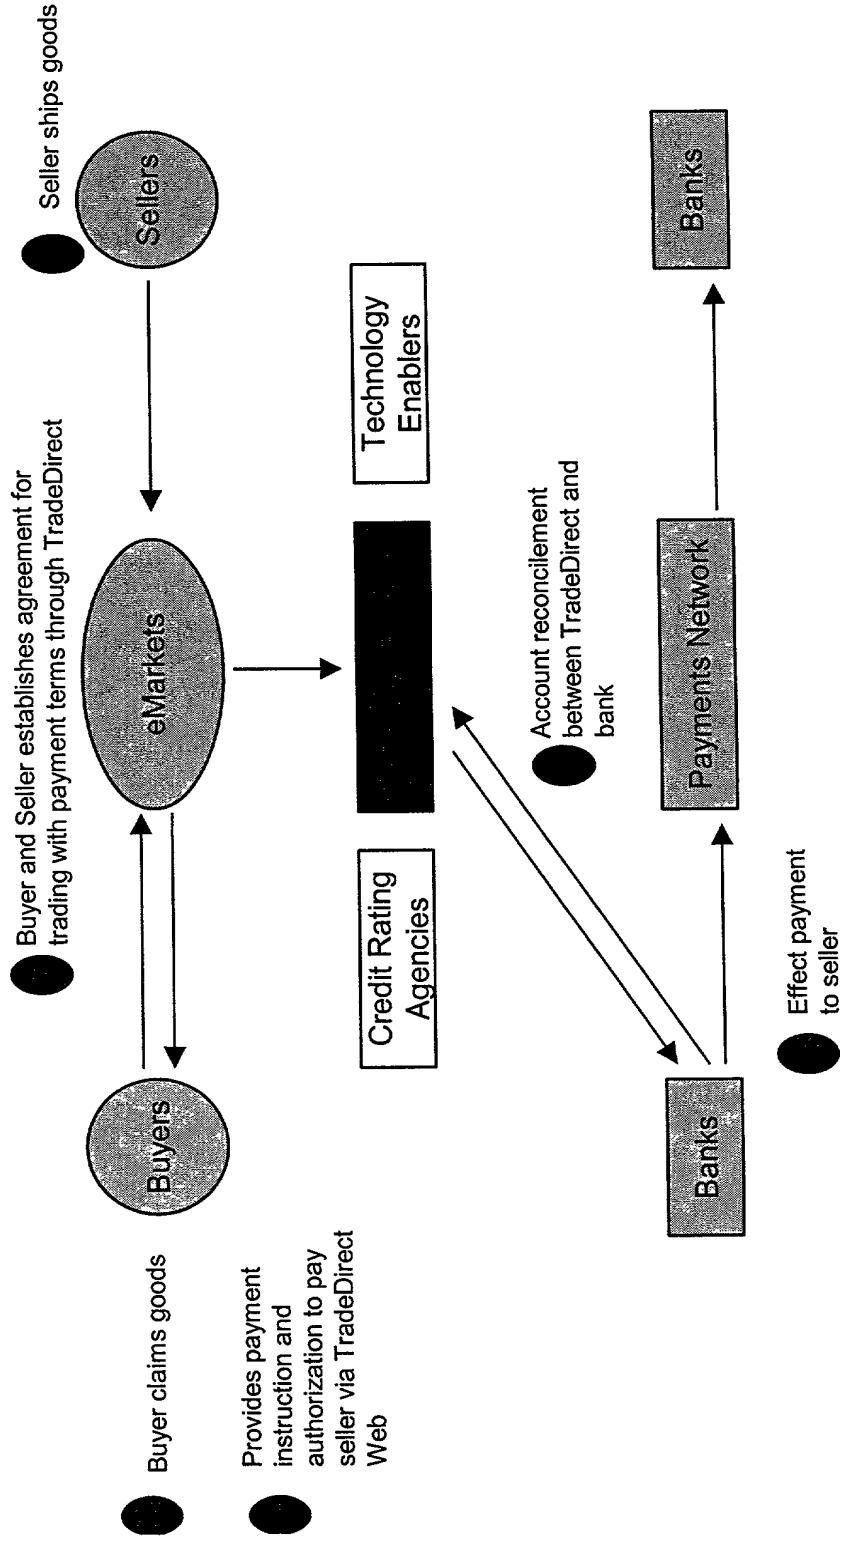 Buyer and Seller establishes agreement for
trading with payment terms through TradeDirect
Seller ships goods
Buyer claims goods
Buyers
eMarkets
Sellers
Provides payment
instruction and
authorization to pay
seller via TradeDirect
Web
Credit Rating
Agencies
Technology
Enablers
Account reconcilement
between TradeDirect and
bank
Banks
Payments Network
Banks
Effect payment
to seller